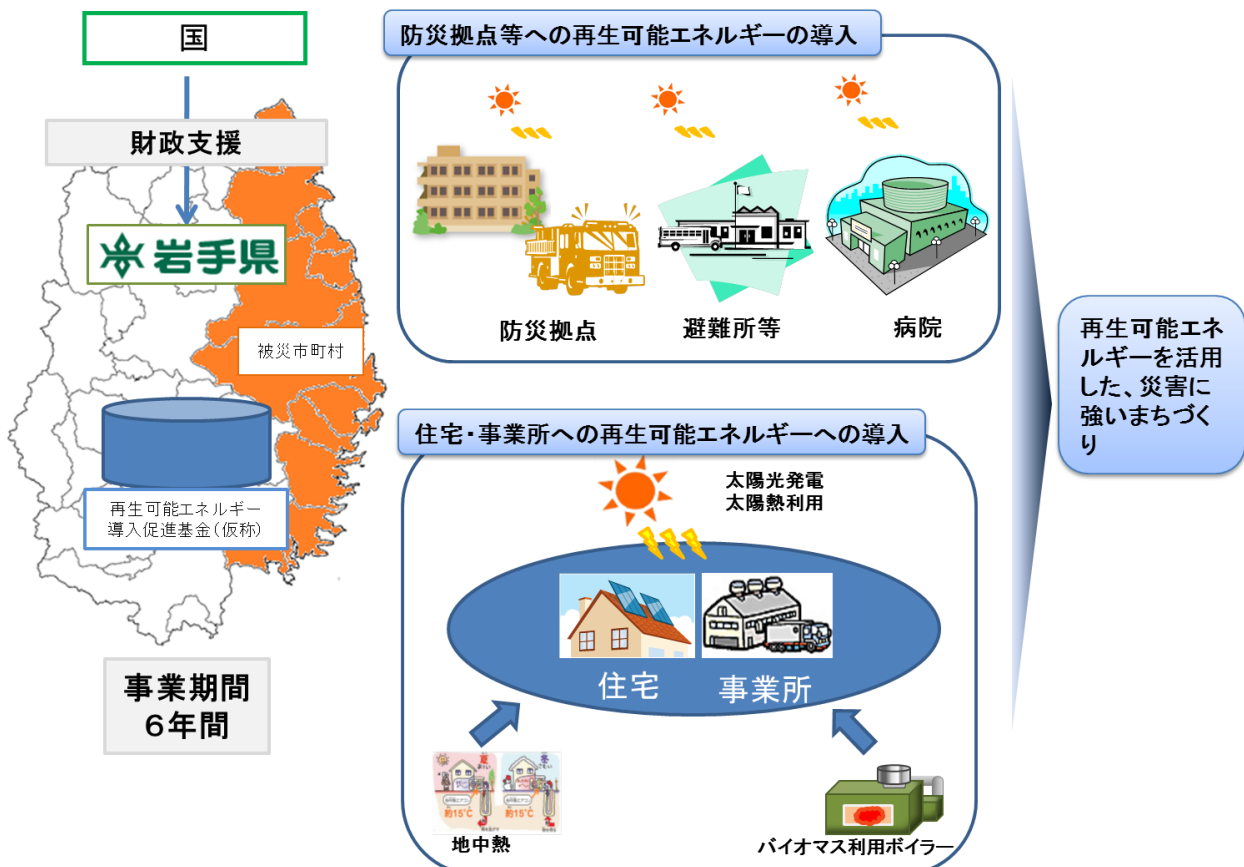 国
財政支援
岩手県
被災市町村
再生可能エネルギー
導入促進基金(仮称)
事業期間
6年間
防災拠点等への再生可能エネルギーの導入
防災拠点
避難所等
病院
住宅・事業所への再生可能エネルギーへの導入
太陽光発電
太陽熱利用
住宅
事業所
約15℃
約15℃
地中熱
バイオマス利用ボイラー
再生可能エネ
ルギーを活用
した、災害に
強いまちづく
り